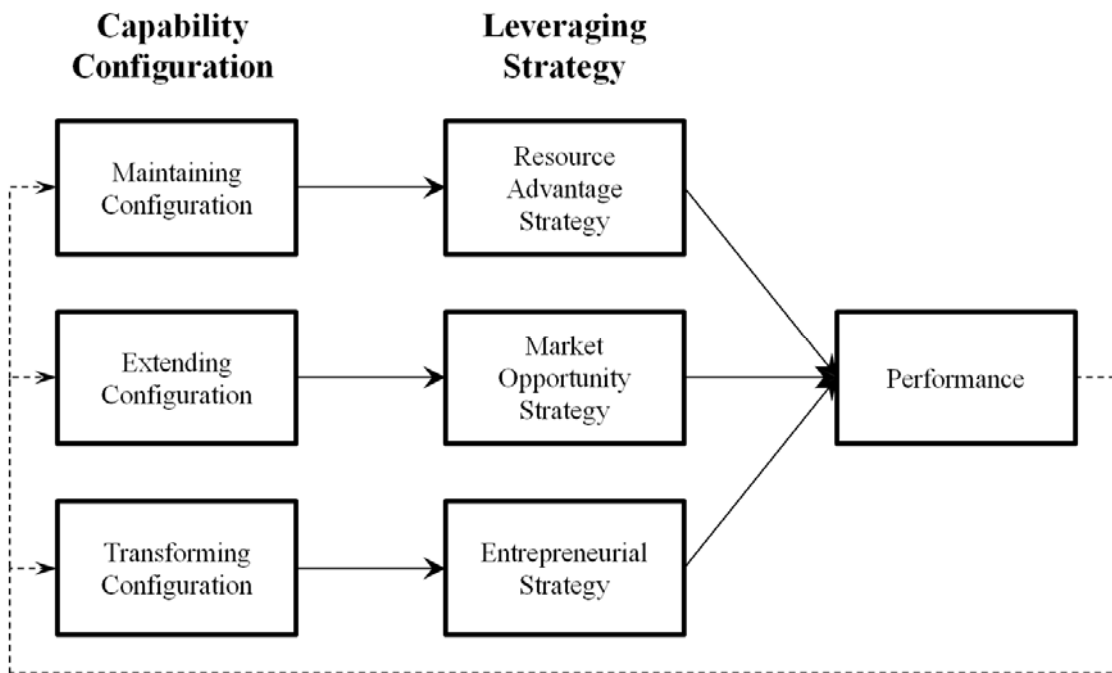 Capability
Configuration
Leveraging
Strategy
Maintaining
Configuration
Resource
Advantage
Strategy
Extending
Configuration
Market
Opportunity
Strategy
Performance
Transforming
Configuration
Entrepreneurial
Strategy